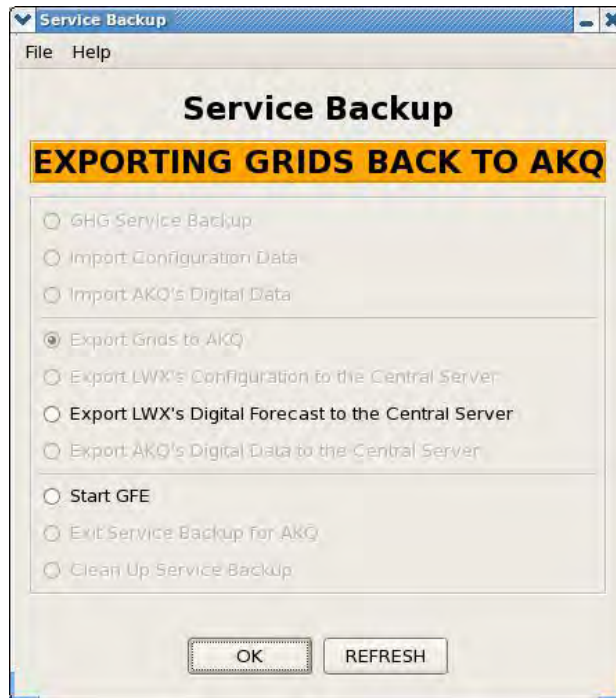 Service Backup
File Help
Service Backup
EXPORTING GRIDS BACK TO AKQ
GHG Service Backup
Import Configuration Data
Import AKQ's Digital Data
Export Grids to AKQ
Export LWX's Configuration to the Central Server
Export LWX's Digital Forecast to the Central Server
Export AKQ's Digital Data to the Central Server
Start GFE
Exit Service Backup for AKQ
Clean Up Service Backup
OK REFRESH